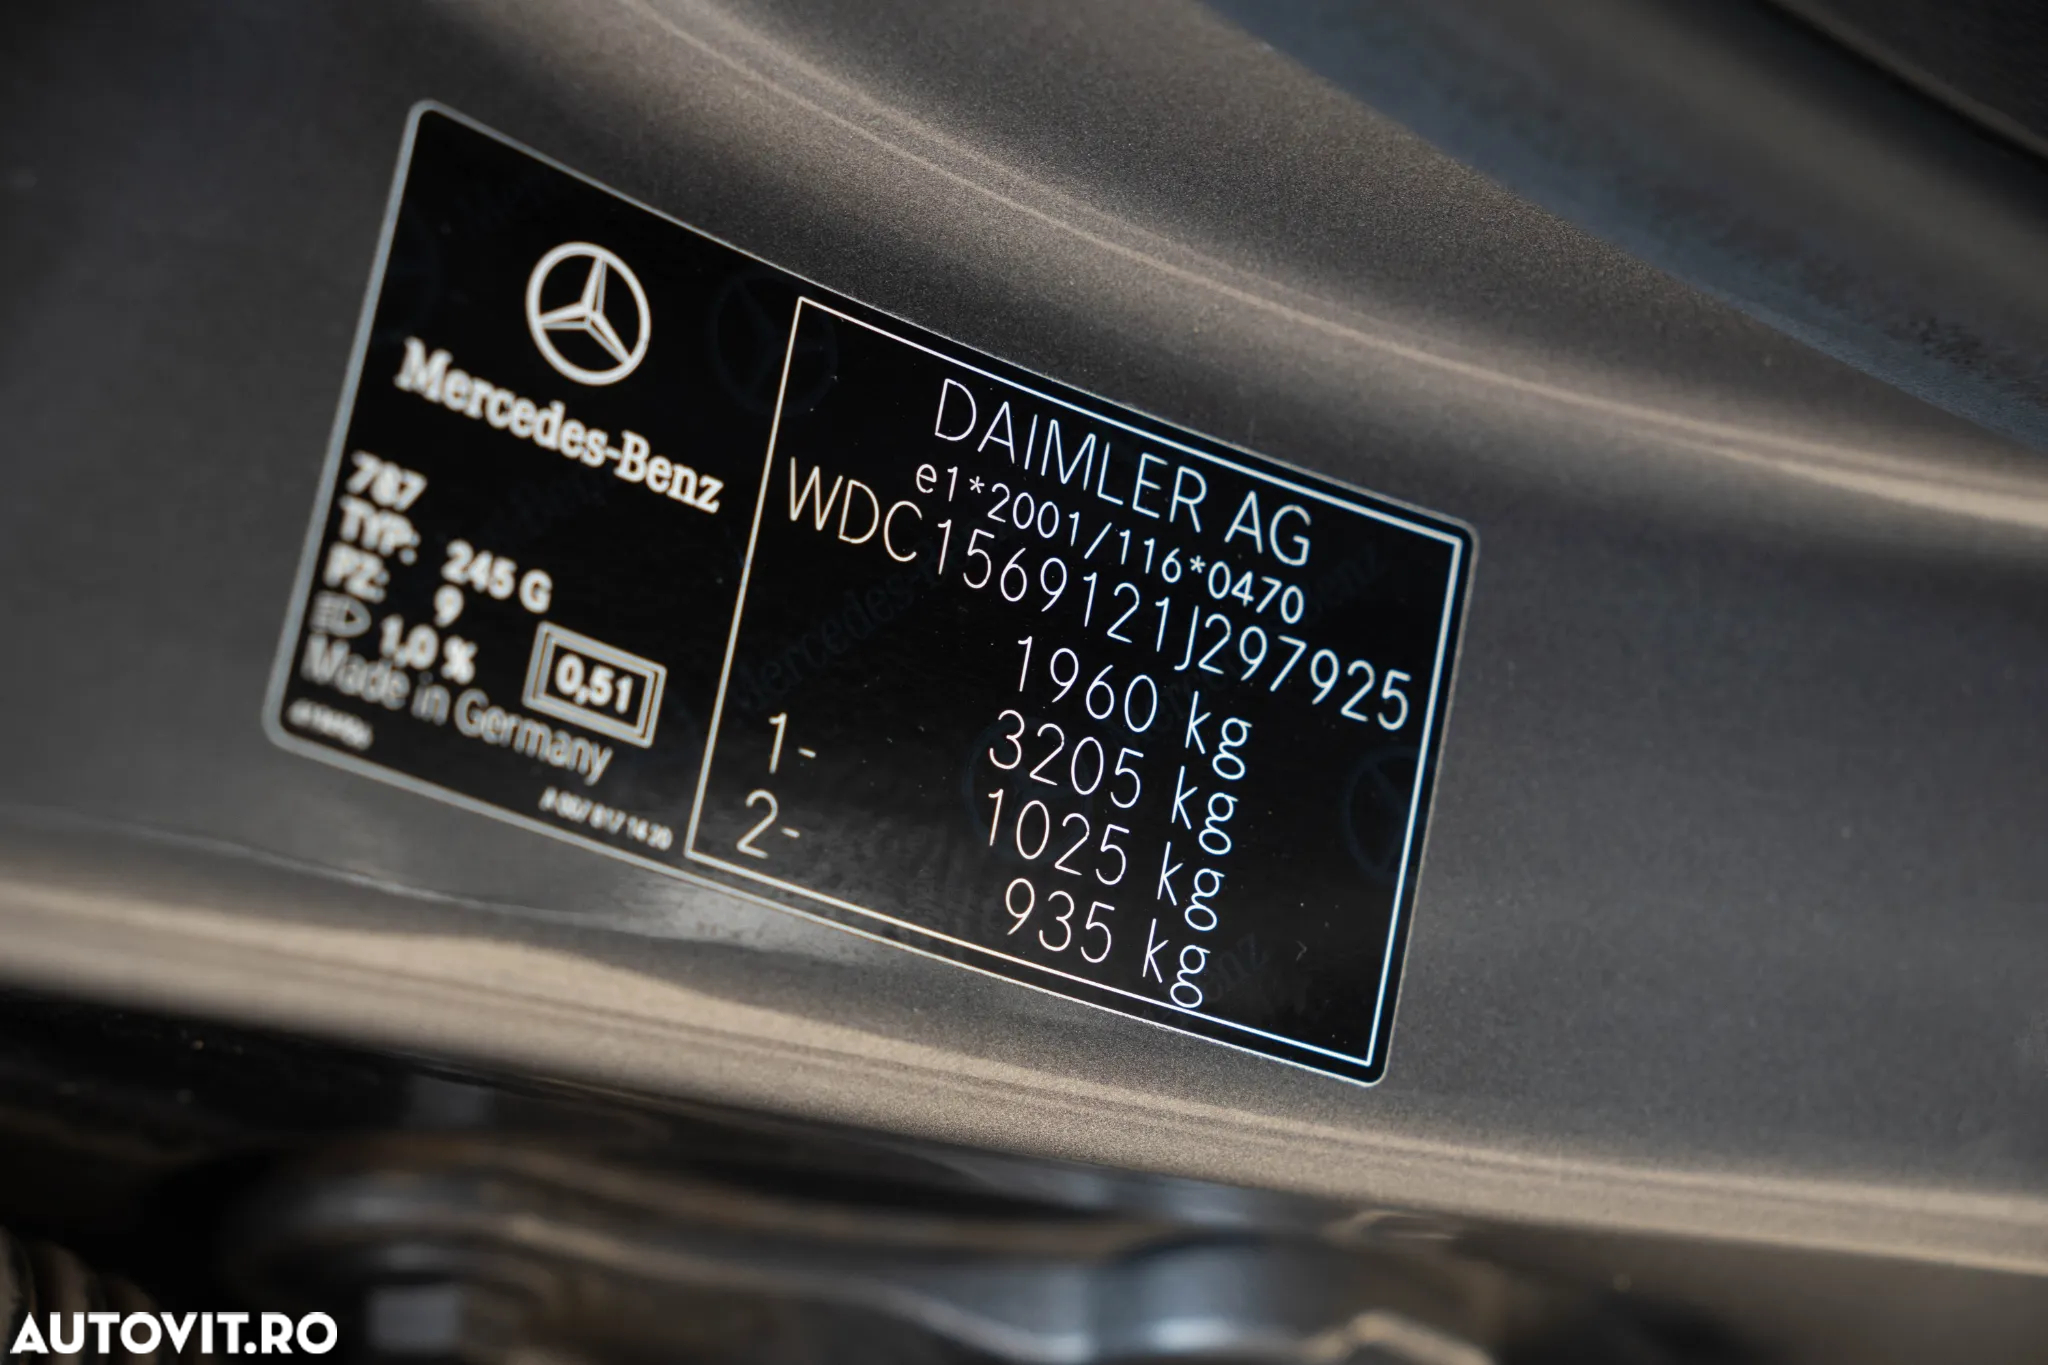 Mercedes-Benz
787
TYP: 245 G
PZ: 9
1,0 %
0,51
Made in Germany
DAIMLER AG
e1*2001/116*0470
WDC1569121J297925
1960 kg
3205 kg
1- 1025 kg
2- 935 kg
AUTOVIT.RO